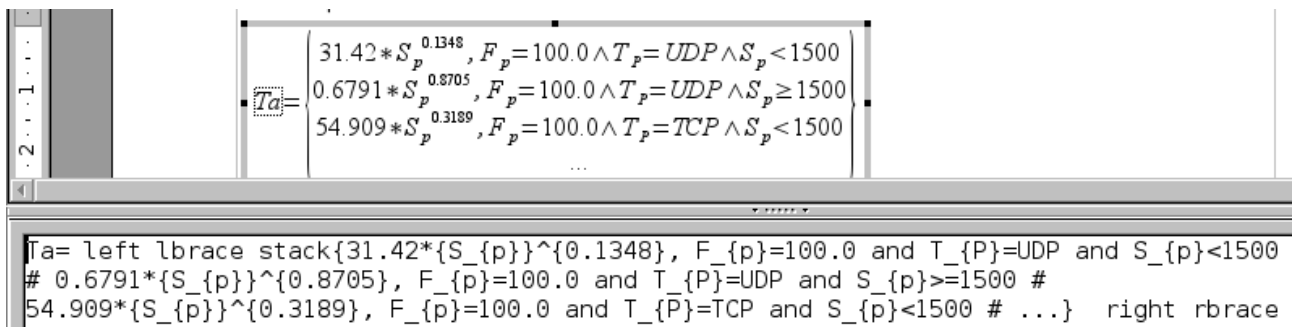 31.42*S_p^0.1348, F_p=100.0∧T_P=UDP∧S_p<1500
Ta= 0.6791*S_p^0.8705, F_p=100.0∧T_P=UDP∧S_p≥1500
54.909*S_p^0.3189, F_p=100.0∧T_P=TCP∧S_p<1500
...
1
2
Ta= left lbrace stack{31.42*{S_{p}}^{0.1348}, F_{p}=100.0 and T_{P}=UDP and S_{p}<1500
# 0.6791*{S_{p}}^{0.8705}, F_{p}=100.0 and T_{P}=UDP and S_{p}>=1500 #
54.909*{S_{p}}^{0.3189}, F_{p}=100.0 and T_{P}=TCP and S_{p}<1500 # ...} right rbrace